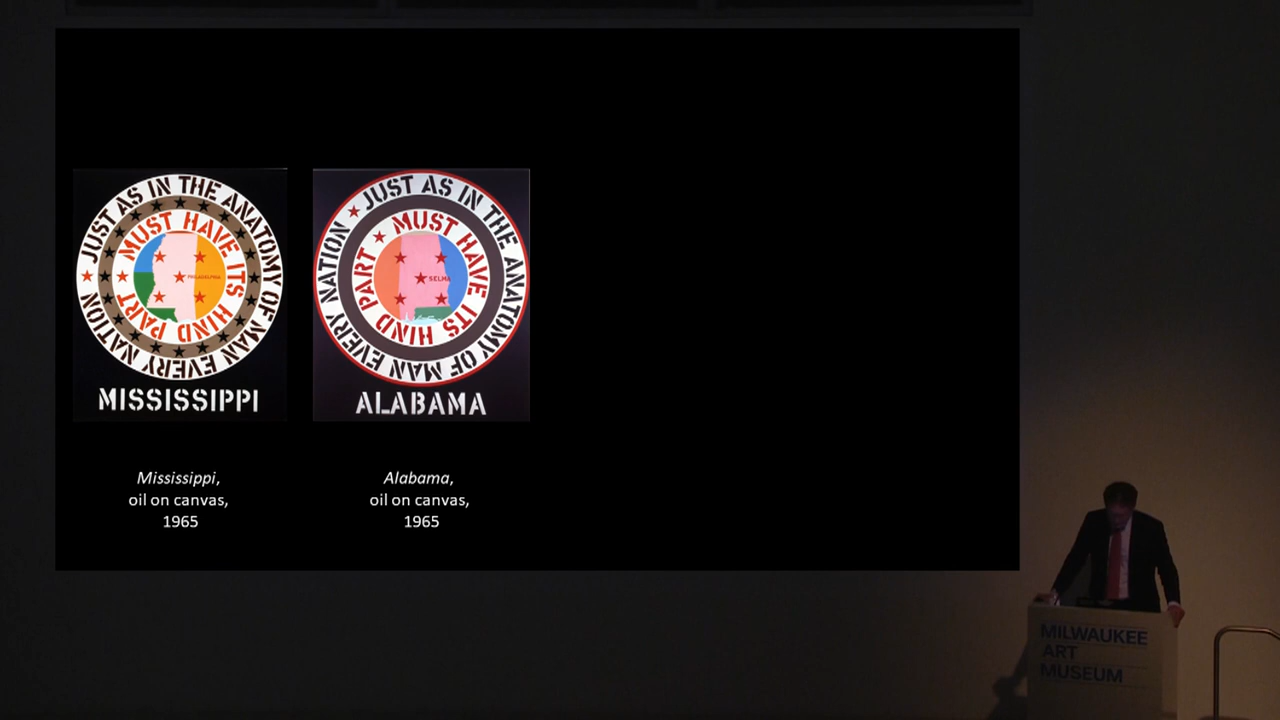 JUST AS IN THE ANATOMY OF MAN EVERY NATION
MUST HAVE ITS HIND PART
PHILADELPHIA
MISSISSIPPI
JUST AS IN THE ANATOMY OF MAN EVERY NATION
MUST HAVE ITS HIND PART
SELMA
ALABAMA
Mississippi,
oil on canvas,
1965
Alabama,
oil on canvas,
1965
MILWAUKEE
ART
MUSEUM